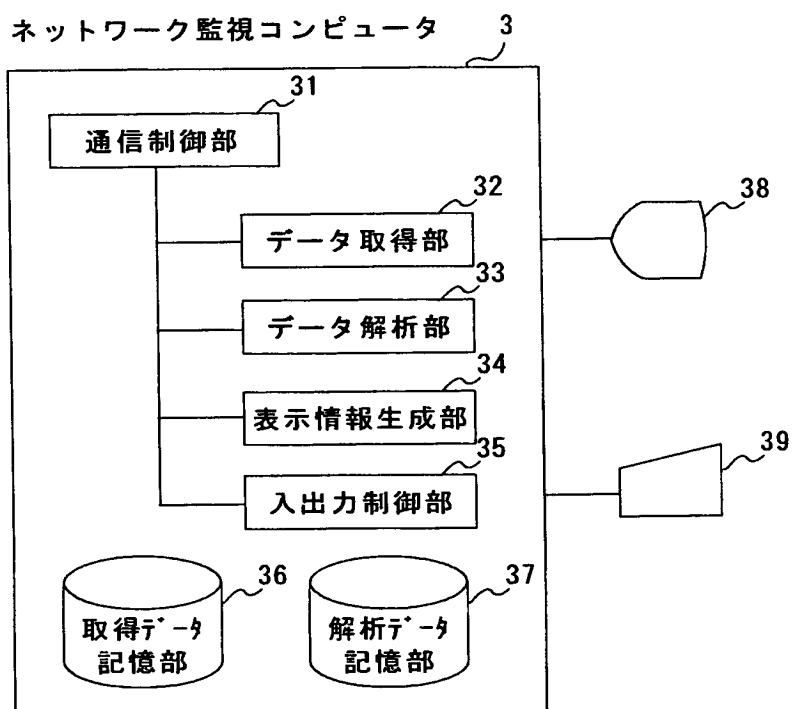 ネットワーク監視コンピュータ
3
31
通信制御部
32
データ取得部
38
33
データ解析部
34
表示情報生成部
35
入出力制御部
39
36
取得ﾃﾞｰﾀ
記憶部
37
解析ﾃﾞｰﾀ
記憶部